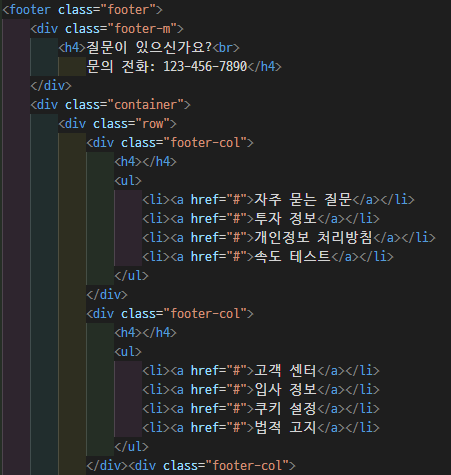 <footer class="footer">
<div class="footer-m">
<h4>질문이 있으신가요?<br>
문의 전화: 123-456-7890</h4>
</div>
<div class="container">
<div class="row">
<div class="footer-col">
<h4></h4>
<ul>
<li><a href="#">자주 묻는 질문</a></li>
<li><a href="#">투자 정보</a></li>
<li><a href="#">개인정보 처리방침</a></li>
<li><a href="#">속도 테스트</a></li>
</ul>
</div>
<div class="footer-col">
<h4></h4>
<ul>
<li><a href="#">고객 센터</a></li>
<li><a href="#">입사 정보</a></li>
<li><a href="#">쿠키 설정</a></li>
<li><a href="#">법적 고지</a></li>
</ul>
</div><div class="footer-col">